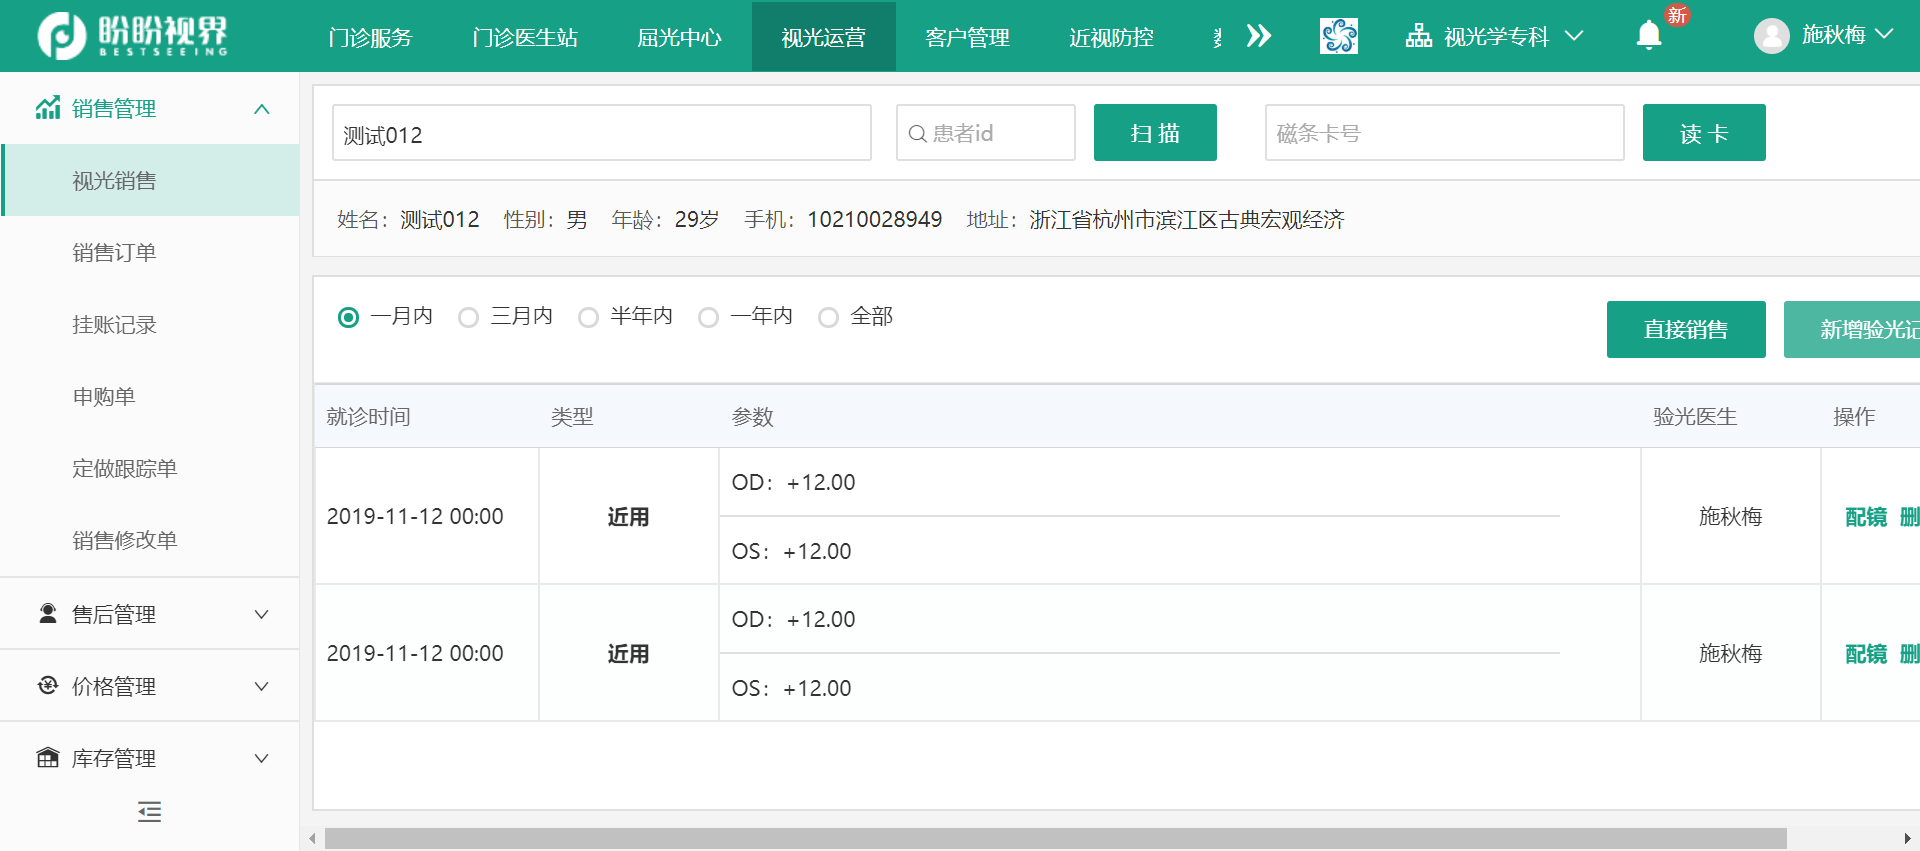 盼盼视界
BESTSEEING
门诊服务
门诊医生站
屈光中心
视光运营
客户管理
近视防控
视光学专科
新
施秋梅
销售管理
视光销售
销售订单
挂账记录
申购单
定做跟踪单
销售修改单
售后管理
价格管理
库存管理
测试012
患者id
扫 描
磁条卡号
读 卡
姓名：测试012 性别：男 年龄：29岁 手机：10210028949 地址：浙江省杭州市滨江区古典宏观经济
一月内 三月内 半年内 一年内 全部
直接销售
新增验光记
就诊时间 类型 参数 验光医生 操作
2019-11-12 00:00
近用
OD：+12.00
OS：+12.00
施秋梅
配镜 删
2019-11-12 00:00
近用
OD：+12.00
OS：+12.00
施秋梅
配镜 删